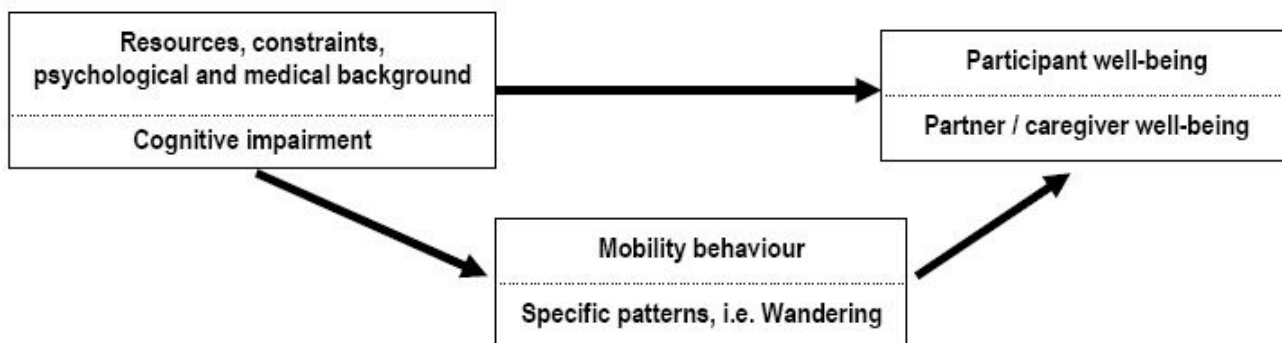 Resources, constraints,
psychological and medical background
Cognitive impairment
Participant well-being
Partner / caregiver well-being
Mobility behaviour
Specific patterns, i.e. Wandering